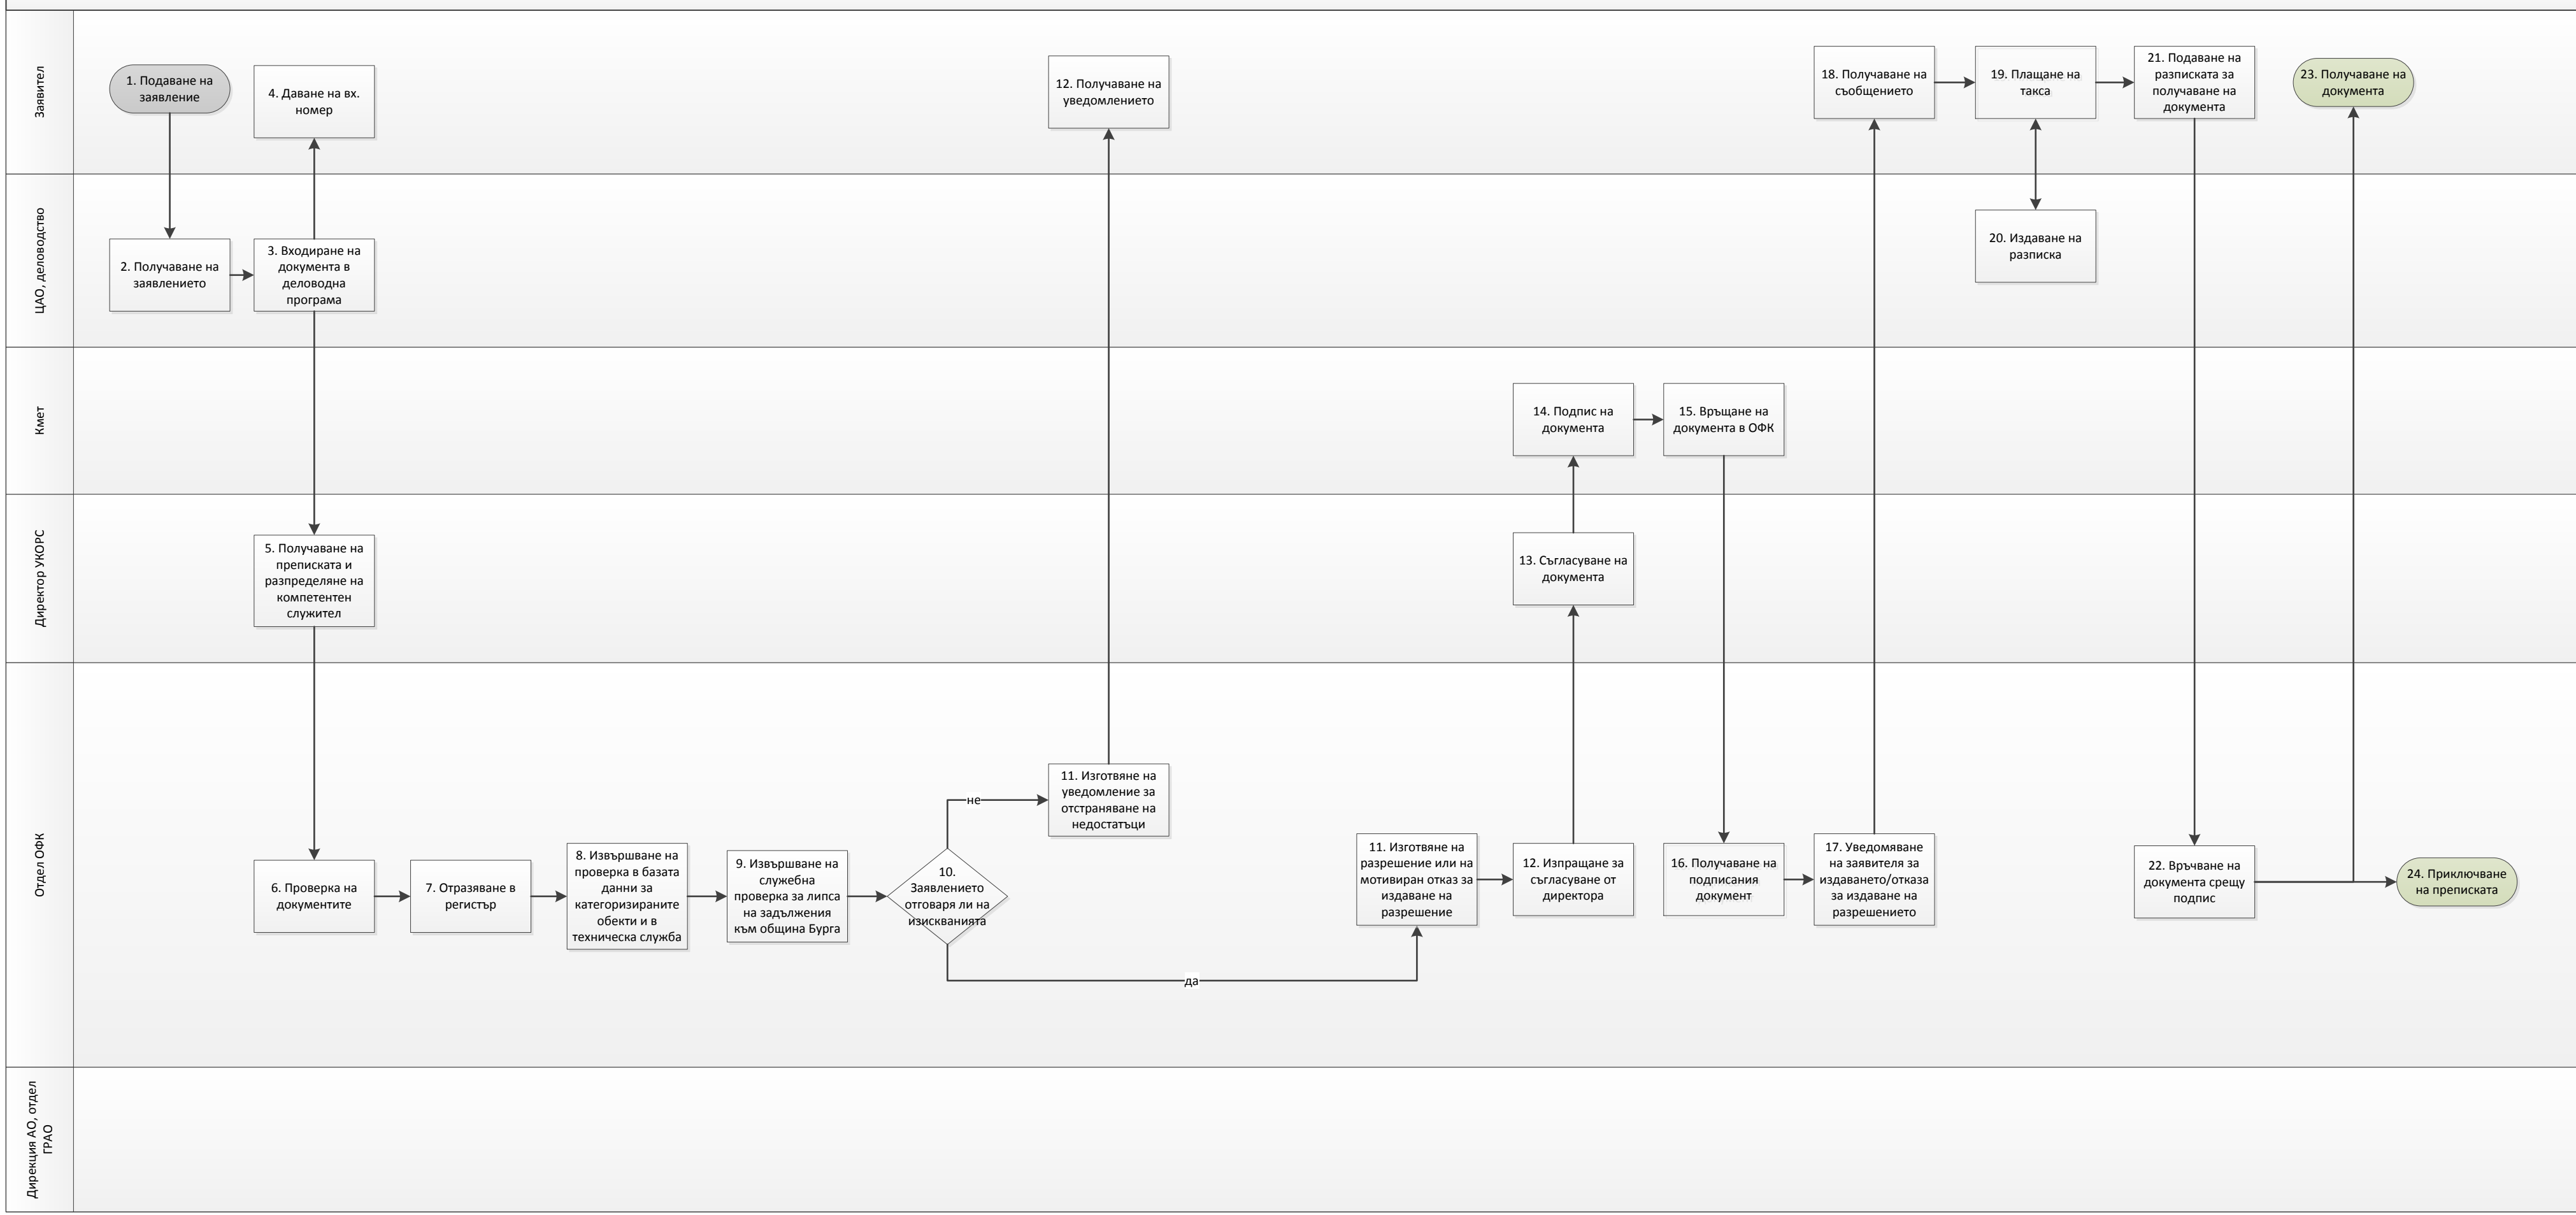 Заявител
1. Подаване на
заявление
4. Даване на вх.
номер
12. Получаване на
уведомлението
18. Получаване на
съобщението
19. Плащане на
такса
21. Подаване на
разписката за
получаване на
документа
23. Получаване на
документа
ЦАО, деловодство
2. Получаване на
заявлението
3. Входиране на
документа в
деловодна
програма
20. Издаване на
разписка
Кмет
14. Подпис на
документа
15. Връщане на
документа в ОФК
Директор УКОРС
5. Получаване на
преписката и
разпределяне на
компетентен
служител
13. Съгласуване на
документа
Отдел ОФК
6. Проверка на
документите
7. Отразяване в
регистър
8. Извършване на
проверка в базата
данни за
категоризираните
обекти и в
техническа служба
9. Извършване на
служебна
проверка за липса
на задължения
към община Бурга
10.
Заявлението
отговаря ли на
изискванията
не
11. Изготвяне на
уведомление за
отстраняване на
недостатъци
да
11. Изготвяне на
разрешение или на
мотивиран отказ за
издаване на
разрешение
12. Изпращане за
съгласуване от
директора
16. Получаване на
подписания
документ
17. Уведомяване
на заявителя за
издаването/отказа
за издаване на
разрешението
22. Връчване на
документа срещу
подпис
24. Приключване
на преписката
Дирекция АО, отдел
ГРАО